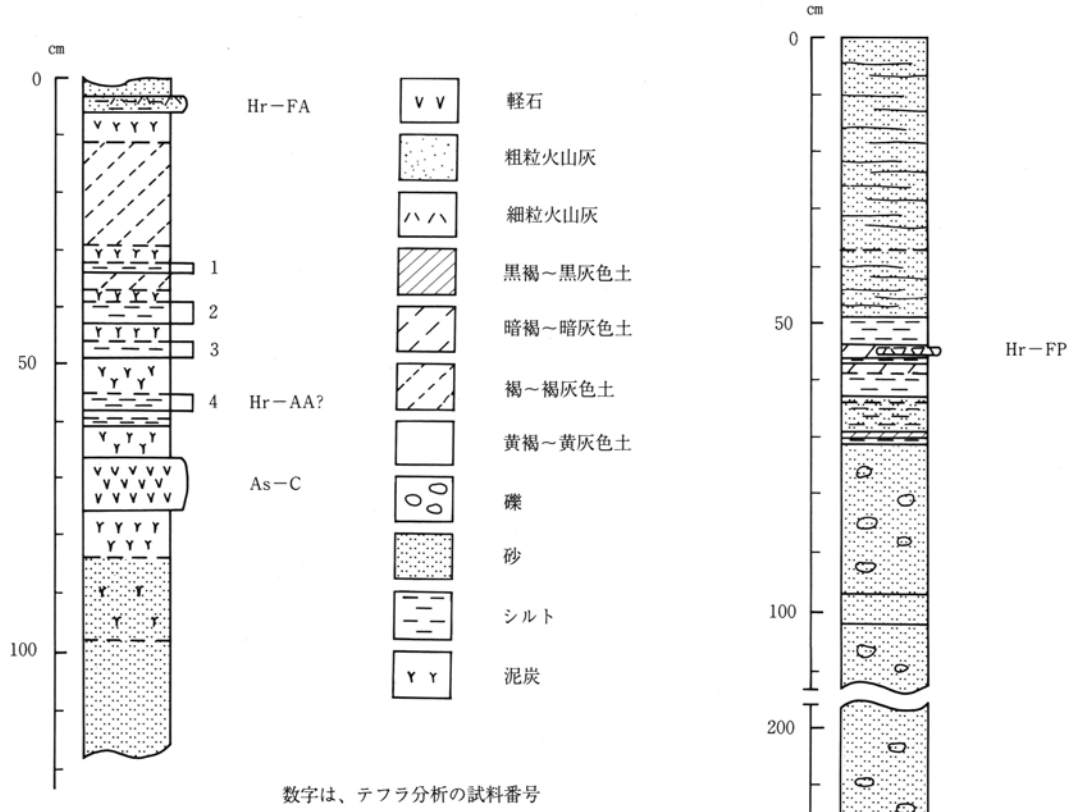 cm
0
50
100
Hr-FA
1
2
3
4
Hr-AA?
As-C
軽石
粗粒火山灰
細粒火山灰
黒褐～黒灰色土
暗褐～暗灰色土
褐～褐灰色土
黄褐～黄灰色土
礫
砂
シルト
泥炭
数字は、テフラ分析の試料番号
cm
0
50
100
200
Hr-FP